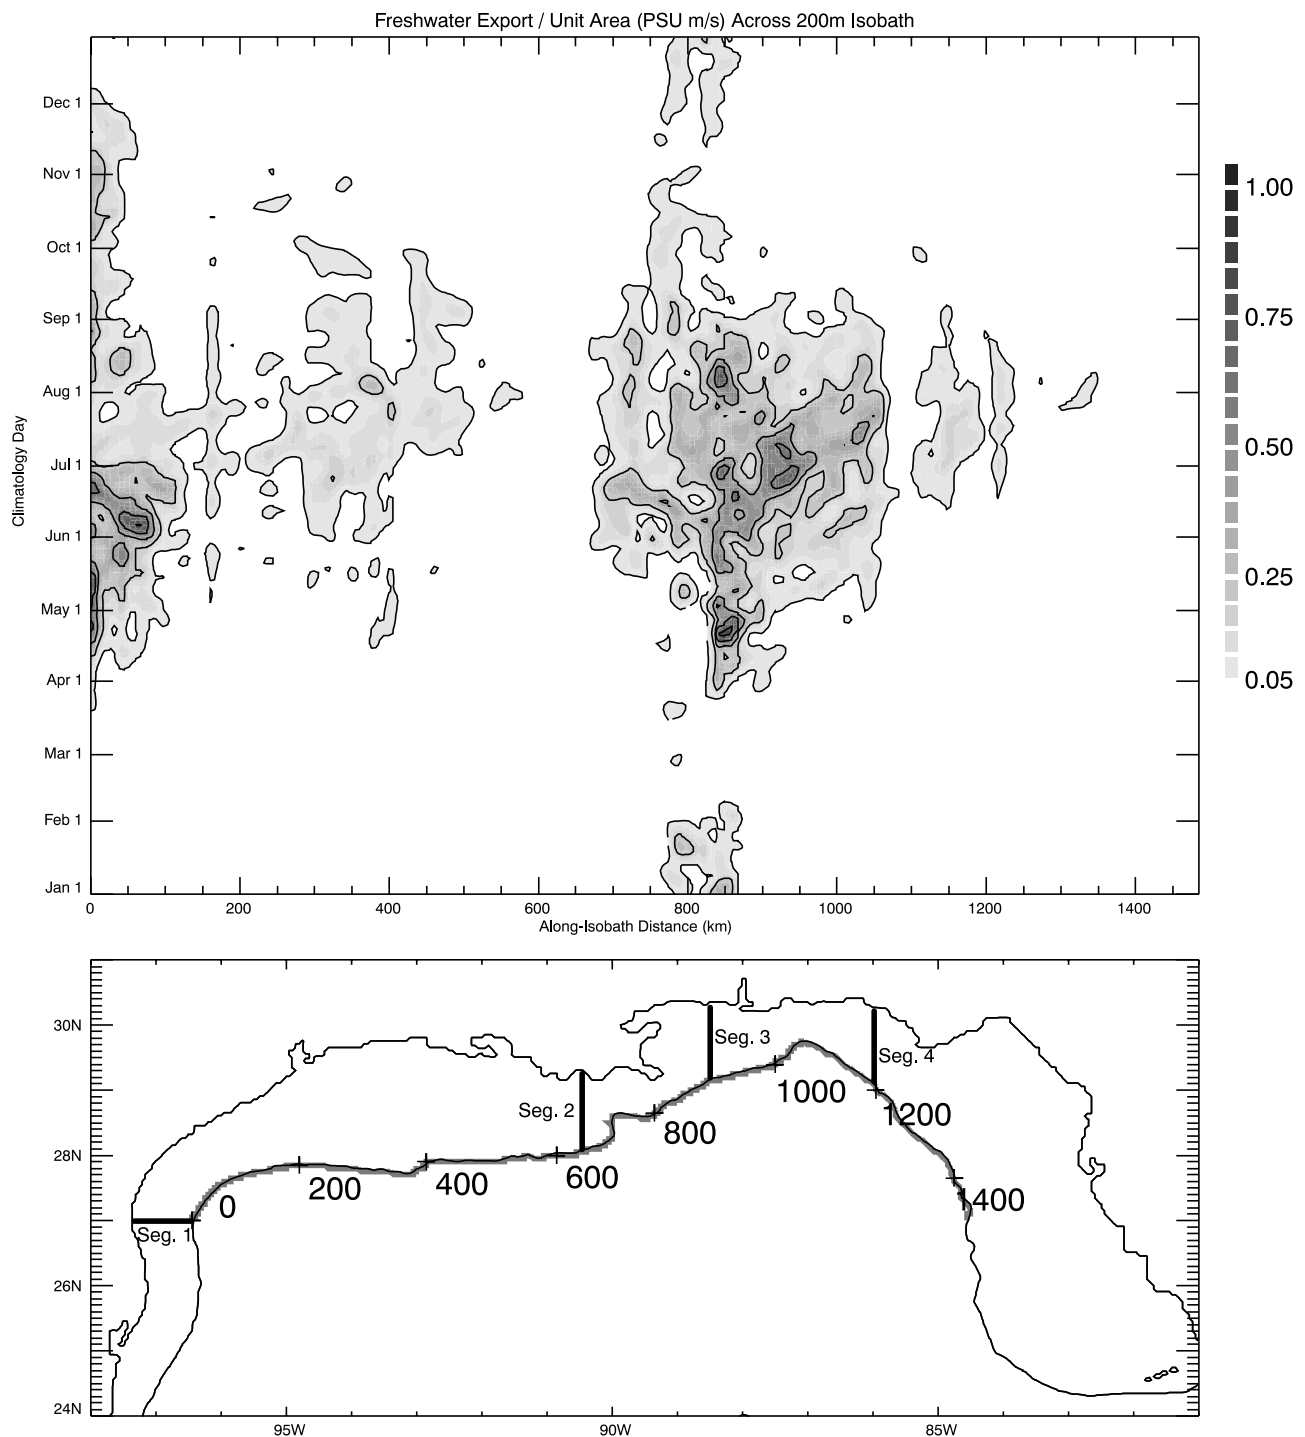 Freshwater Export / Unit Area (PSU m/s) Across 200m Isobath
Dec 1
Nov 1
Oct 1
Sep 1
Aug 1
Jul 1
Jun 1
May 1
Apr 1
Mar 1
Feb 1
Jan 1
Climatology Day
0 200 400 600 800 1000 1200 1400
Along-Isobath Distance (km)
1.00
0.75
0.50
0.25
0.05
30N
28N
26N
24N
95W 90W 85W
Seg. 1
Seg. 2
Seg. 3
Seg. 4
0
200
400
600
800
1000
1200
400